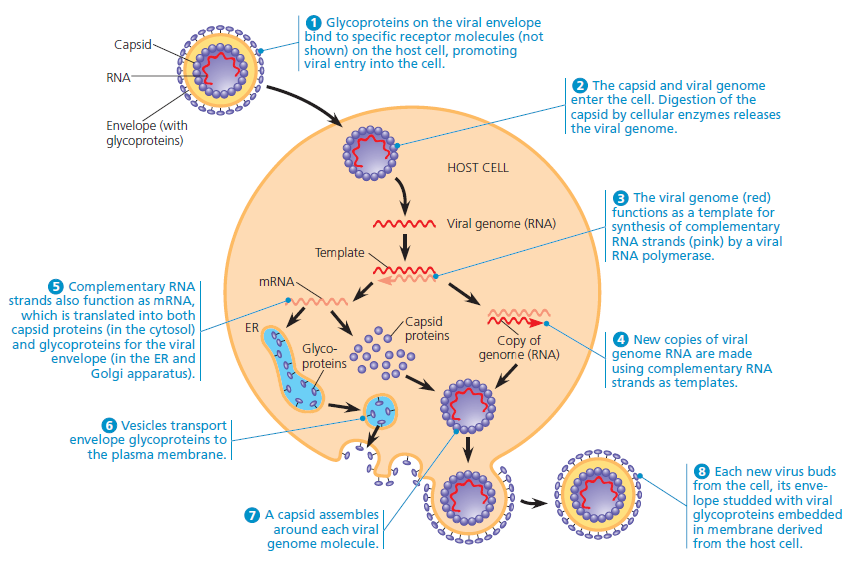 Capsid
RNA
Envelope (with
glycoproteins)
1 Glycoproteins on the viral envelope
bind to specific receptor molecules (not
shown) on the host cell, promoting
viral entry into the cell.
2 The capsid and viral genome
enter the cell. Digestion of the
capsid by cellular enzymes releases
the viral genome.
HOST CELL
Viral genome (RNA)
3 The viral genome (red)
functions as a template for
synthesis of complementary
RNA strands (pink) by a viral
RNA polymerase.
Template
mRNA
5 Complementary RNA
strands also function as mRNA,
which is translated into both
capsid proteins (in the cytosol)
and glycoproteins for the viral
envelope (in the ER and
Golgi apparatus).
ER
Glyco-
proteins
Capsid
proteins
Copy of
genome (RNA)
4 New copies of viral
genome RNA are made
using complementary RNA
strands as templates.
6 Vesicles transport
envelope glycoproteins to
the plasma membrane.
7 A capsid assembles
around each viral
genome molecule.
8 Each new virus buds
from the cell, its enve-
lope studded with viral
glycoproteins embedded
in membrane derived
from the host cell.